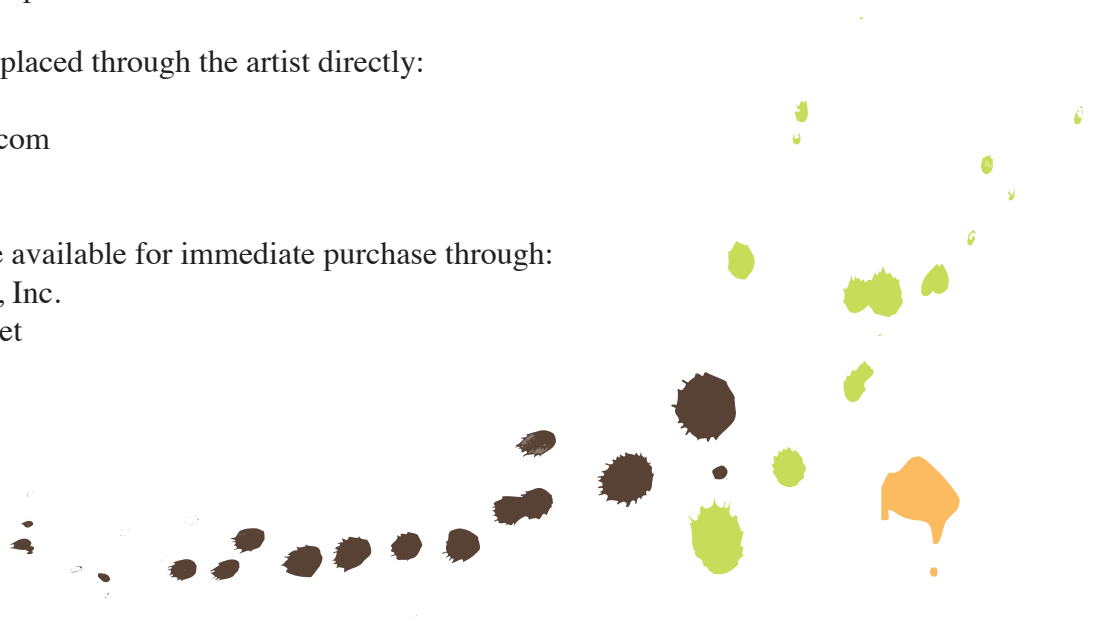 placed through the artist directly:
com
available for immediate purchase through:
, Inc.
et